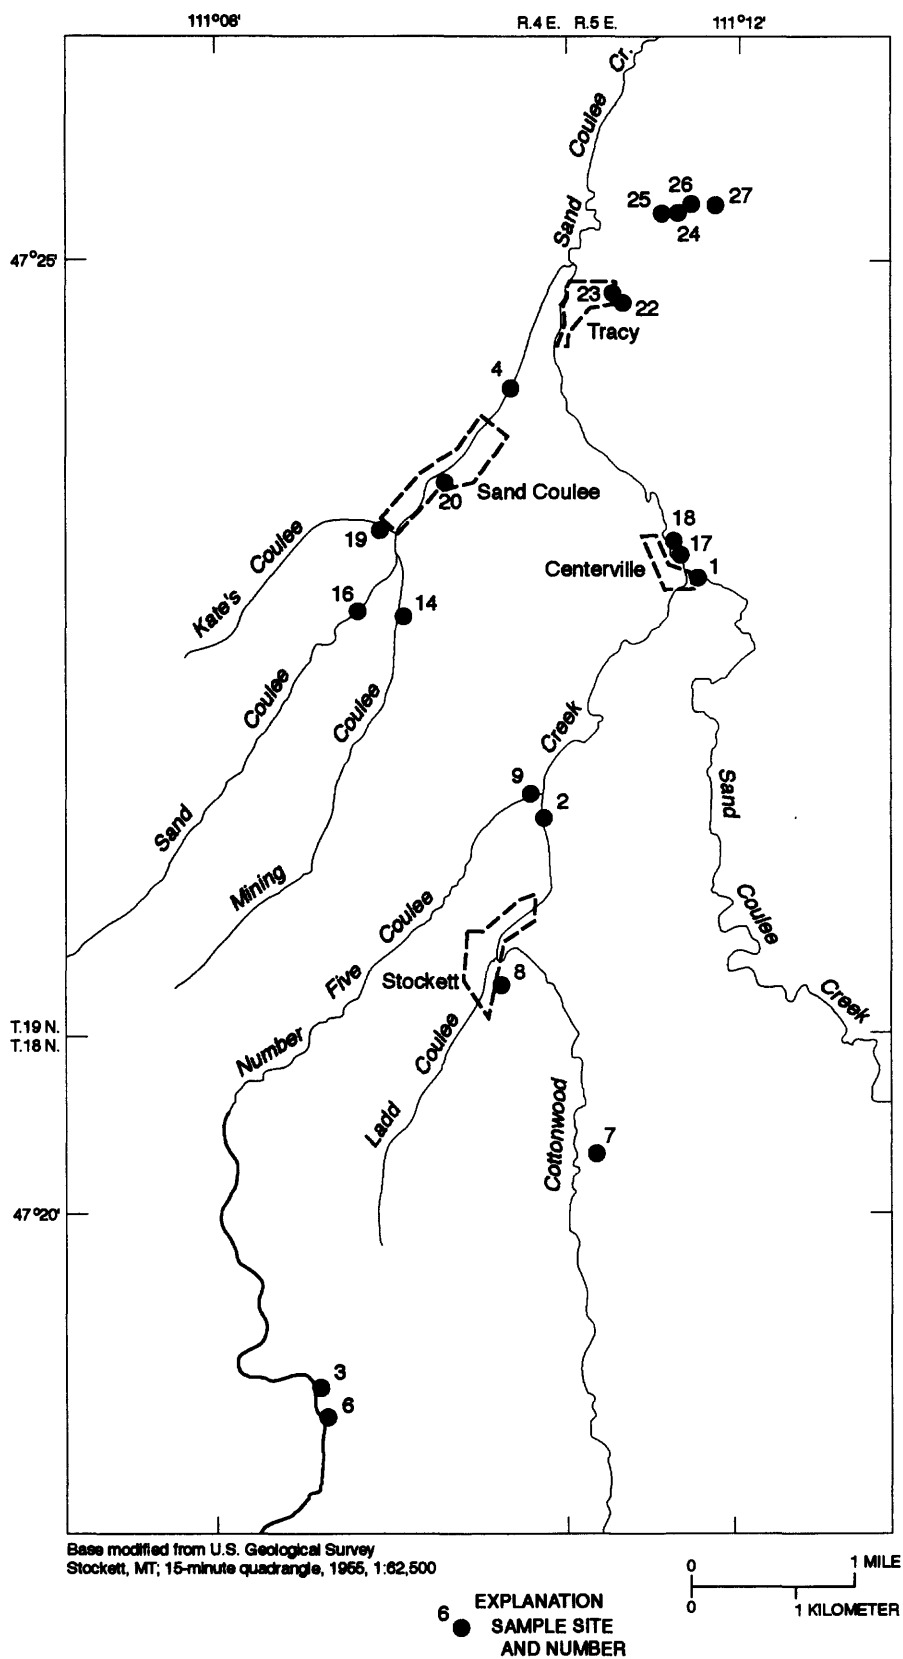 111°08'
R.4 E. R.5 E.
111°12'
Sand Coulee Cr.
25
26
27
24
47°25'
23
22
Tracy
4
20
Sand Coulee
19
Kate's Coulee
18
17
1
Centerville
16
14
Sand Coulee
Mining Coulee
Creek
9
2
Sand Coulee Creek
Number Five Coulee
Stockett
8
T.19 N.
T.18 N.
Ladd Coulee
Cottonwood
7
47°20'
3
6
Base modified from U.S. Geological Survey
Stockett, MT; 15-minute quadrangle, 1955, 1:62,500
0 1 MILE
0 1 KILOMETER
EXPLANATION
6 SAMPLE SITE
AND NUMBER